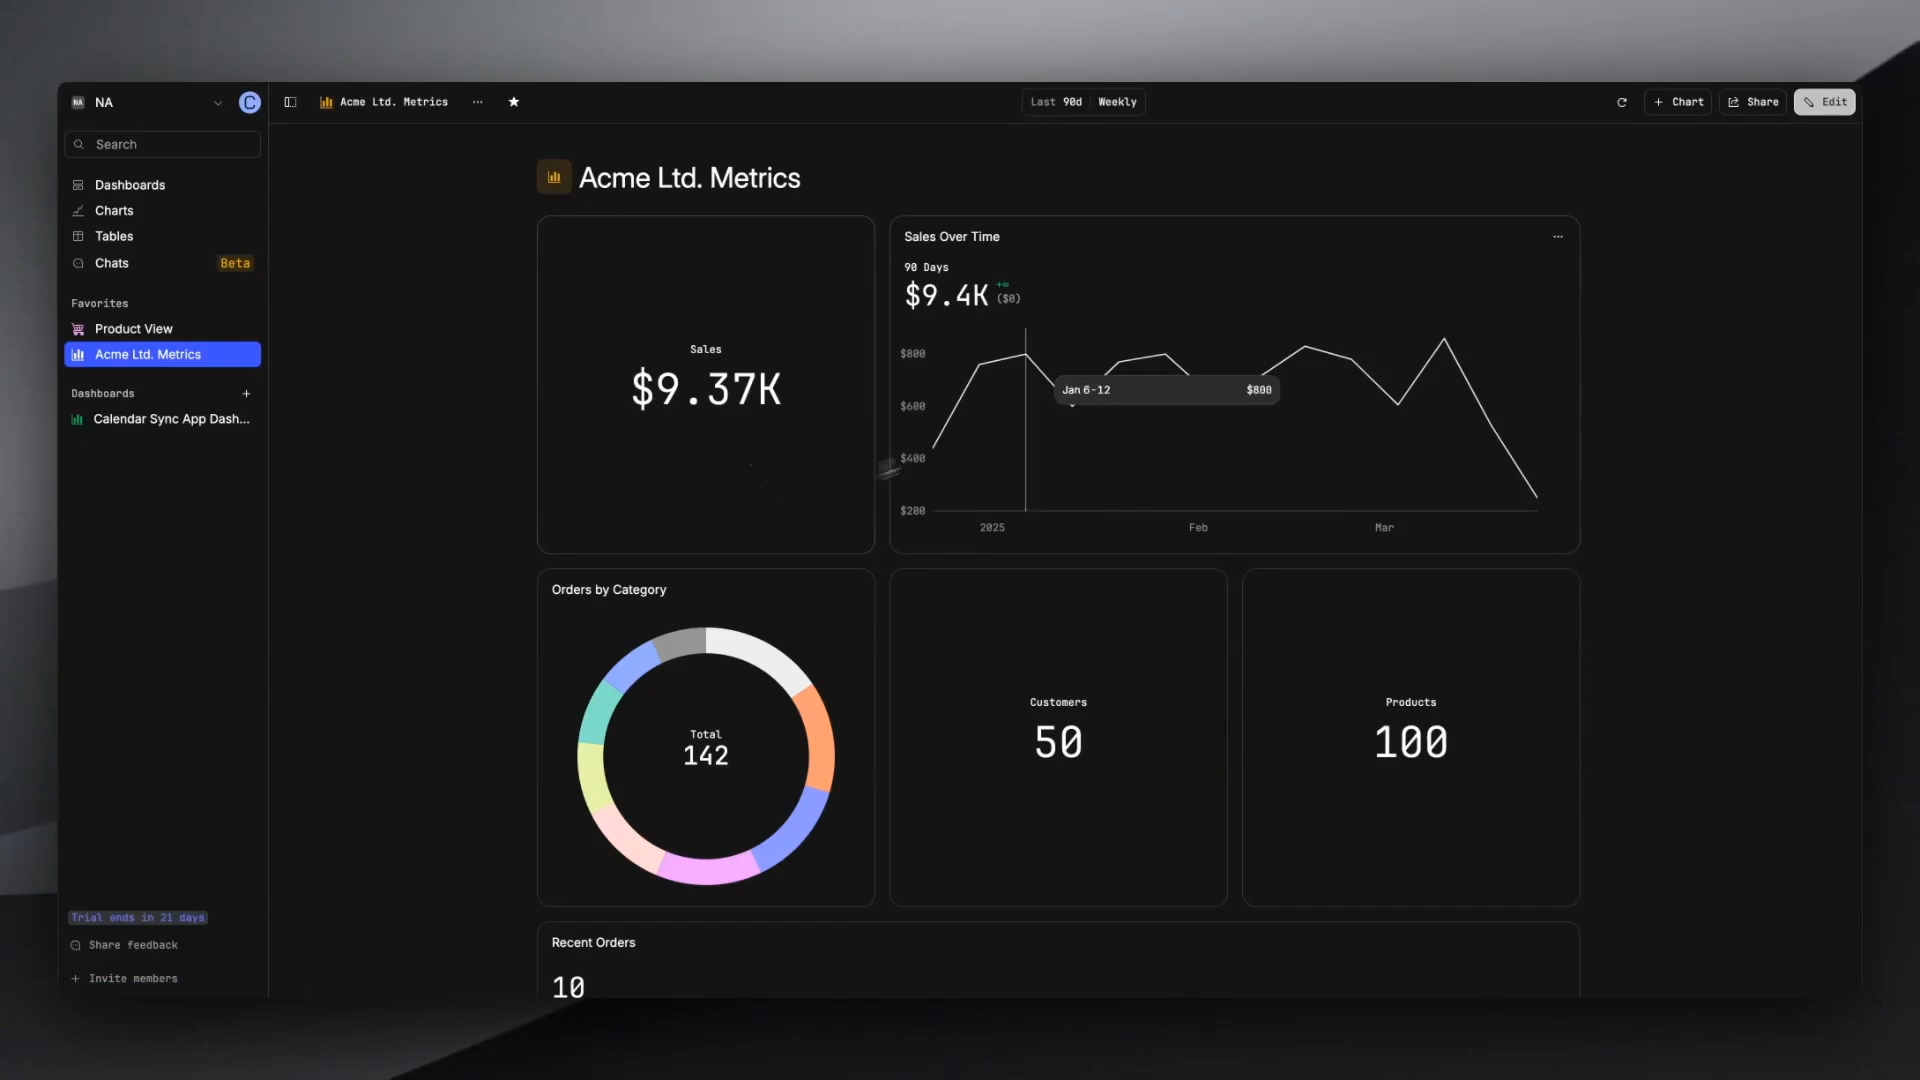 NA NA C
Search
Dashboards
Charts
Tables
Chats Beta
Favorites
Product View
Acme Ltd. Metrics
Dashboards +
Calendar Sync App Dash...
Trial ends in 21 days
Share feedback
+ Invite members
Acme Ltd. Metrics ...
Last 90d Weekly
+ Chart
Share
Edit
Acme Ltd. Metrics
Sales
$9.37K
Sales Over Time ...
90 Days
$9.4K +∞ ($0)
$800
$600
$400
$200
Jan 6-12 $800
2025 Feb Mar
Orders by Category
Total
142
Customers
50
Products
100
Recent Orders
10